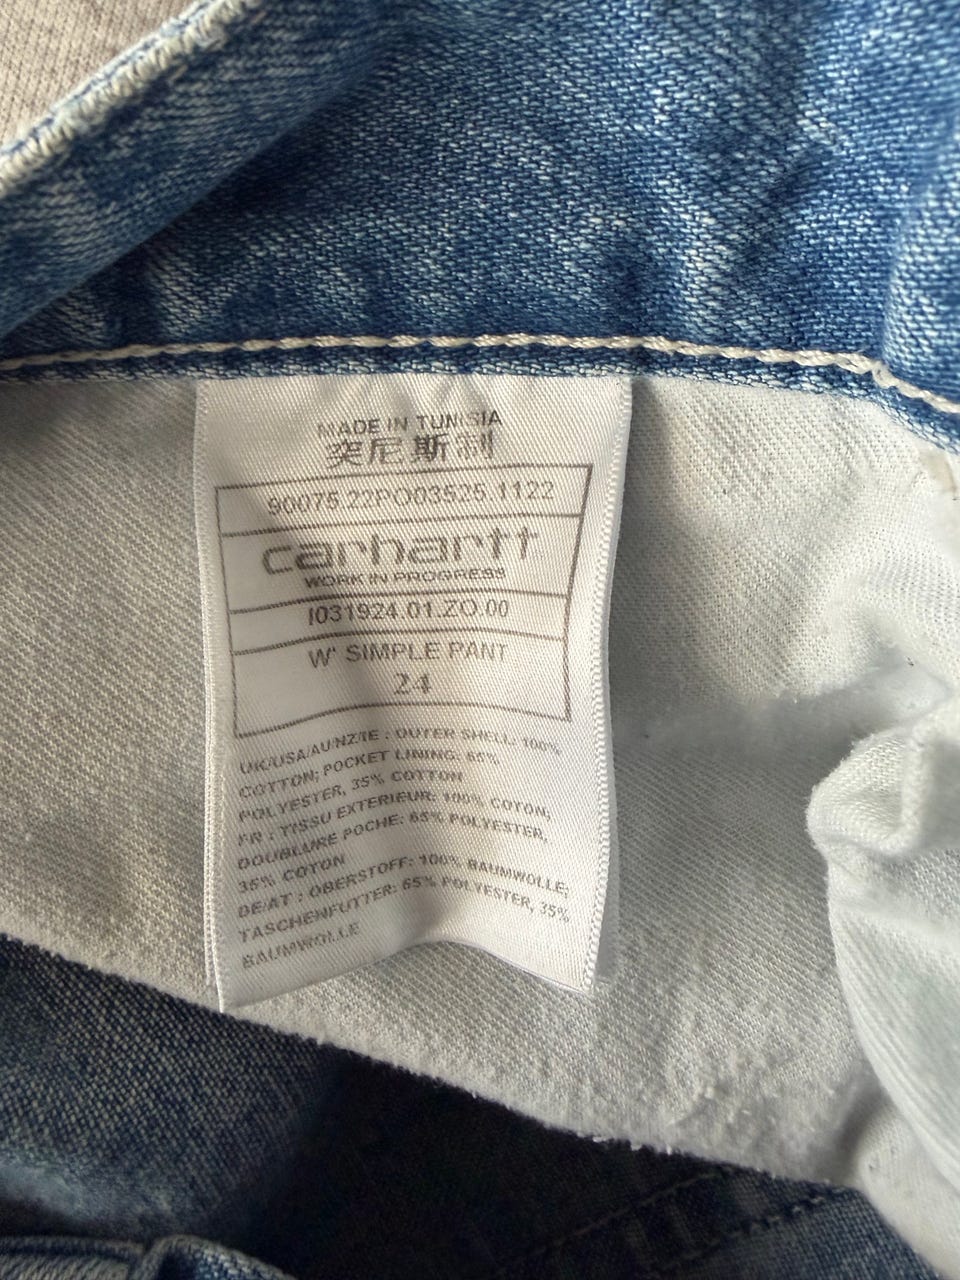 MADE IN TUNISIA
突尼斯制
90075.22PO03525.1122
carhartt
WORK IN PROGRESS
I031924.01.ZO.00
W' SIMPLE PANT
24
UK/USA/AU/NZ/IE : OUTER SHELL: 100%
COTTON; POCKET LINING: 65%
POLYESTER, 35% COTTON
FR : TISSU EXTERIEUR: 100% COTON;
DOUBLURE POCHE: 65% POLYESTER,
35% COTON
DE/AT : OBERSTOFF: 100% BAUMWOLLE;
TASCHENFUTTER: 65% POLYESTER, 35%
BAUMWOLLE